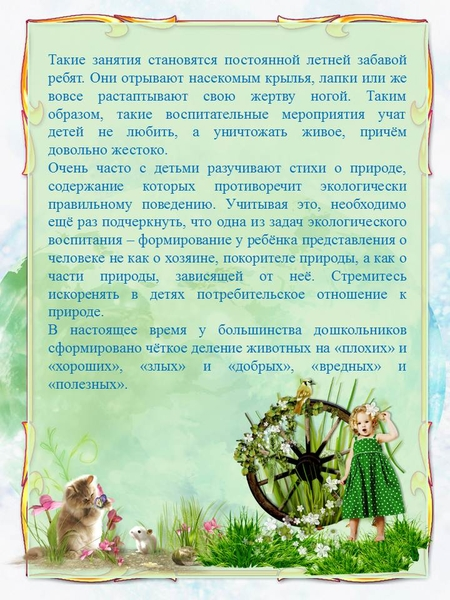 Такие занятия становятся постоянной летней забавой
ребят. Они отрывают насекомым крылья, лапки или же
вовсе растаптывают свою жертву ногой. Таким
образом, такие воспитательные мероприятия учат
детей не любить, а уничтожать живое, причём
довольно жестоко.
Очень часто с детьми разучивают стихи о природе,
содержание которых противоречит экологически
правильному поведению. Учитывая это, необходимо
ещё раз подчеркнуть, что одна из задач экологического
воспитания – формирование у ребёнка представления о
человеке не как о хозяине, покорителе природы, а как о
части природы, зависящей от неё. Стремитесь
искоренять в детях потребительское отношение к
природе.
В настоящее время у большинства дошкольников
сформировано чёткое деление животных на «плохих» и
«хороших», «злых» и «добрых», «вредных» и
«полезных».